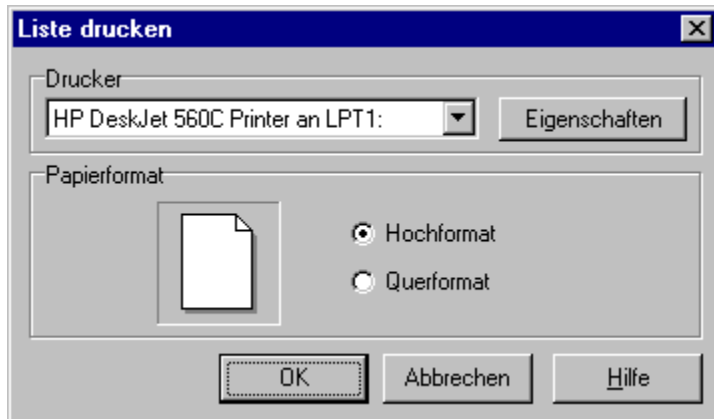 Liste drucken
Drucker
HP DeskJet 560C Printer an LPT1:
Eigenschaften
Papierformat
Hochformat
Querformat
OK
Abbrechen
Hilfe